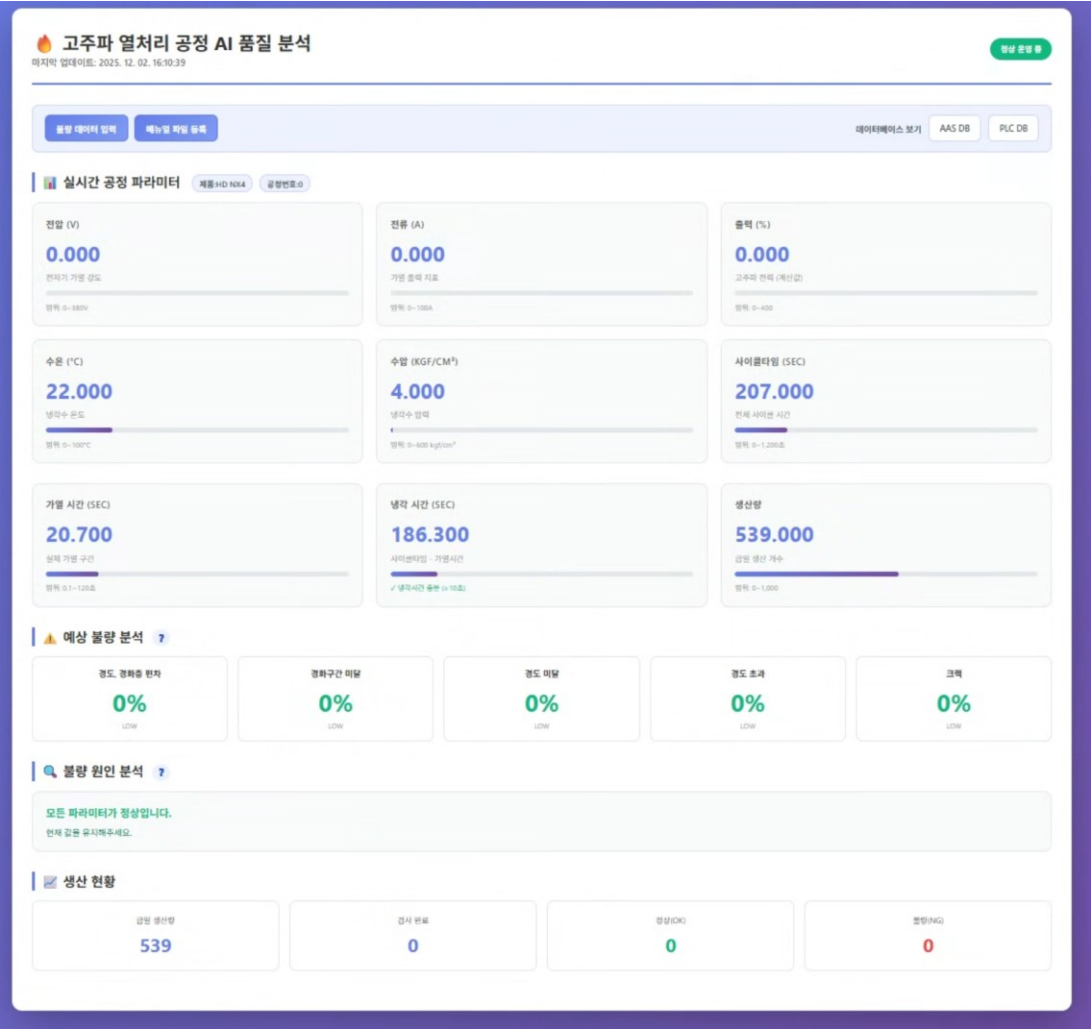 🔥 고주파 열처리 공정 AI 품질 분석
마지막 업데이트: 2025. 12. 02. 16:10:39
정상 운영 중
불량 데이터 입력
메뉴얼 파일 등록
데이터베이스 보기
AAS DB
PLC DB
📊 실시간 공정 파라미터
제품:HD NX4
공정번호:0
전압 (V)
0.000
전자기 가열 강도
범위: 0~380V
전류 (A)
0.000
가열 출력 지표
범위: 0~100A
출력 (%)
0.000
고주파 전력 (계산값)
범위: 0~400
수온 (°C)
22.000
냉각수 온도
범위: 0~100°C
수압 (KGF/CM²)
4.000
냉각수 압력
범위: 0~600 kgf/cm²
사이클타임 (SEC)
207.000
전체 사이클 시간
범위: 0~1,200초
가열 시간 (SEC)
20.700
실제 가열 구간
범위: 0.1~120초
냉각 시간 (SEC)
186.300
사이클타임 - 가열시간
✓ 냉각시간 충분 (≥10초)
생산량
539.000
금일 생산 개수
범위: 0~1,000
⚠️ 예상 불량 분석 ?
경도, 경화층 편차
0%
LOW
경화구간 미달
0%
LOW
경도 미달
0%
LOW
경도 초과
0%
LOW
크랙
0%
LOW
🔍 불량 원인 분석 ?
모든 파라미터가 정상입니다.
현재 값을 유지해주세요.
📈 생산 현황
금일 생산량
539
검사 완료
0
정상(OK)
0
불량(NG)
0